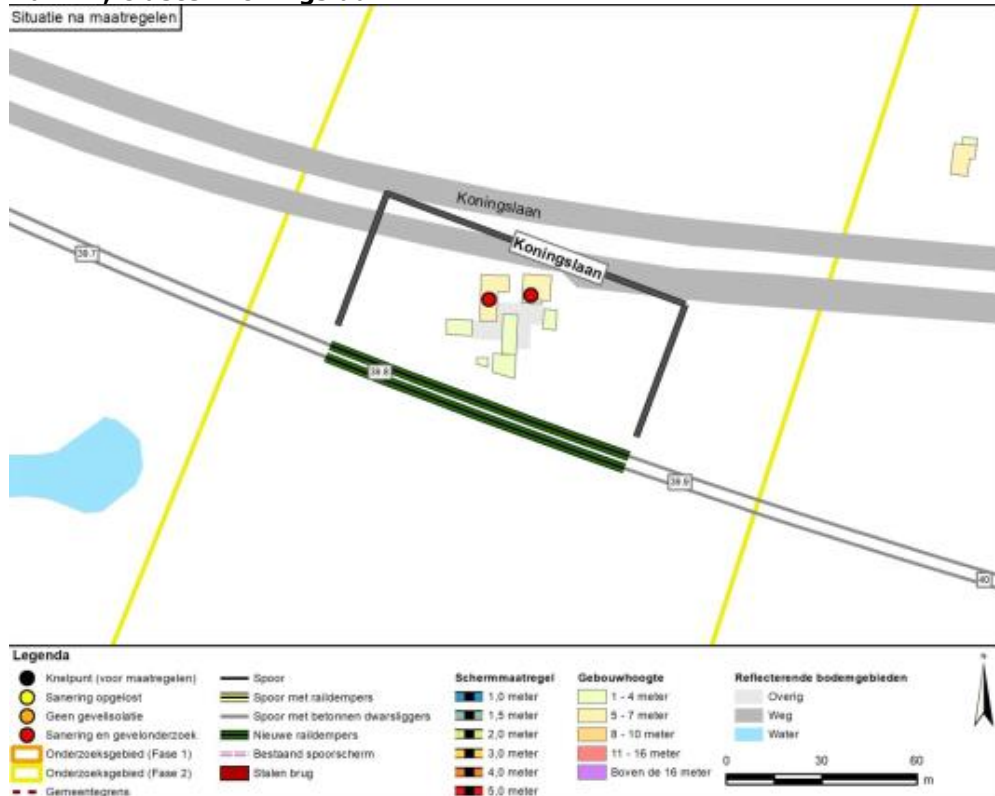 Situatie na maatregelen
Koningslaan
Koningslaan
39.7
39.8
39.9
40
Legenda
Knelpunt (voor maatregelen)
Sanering opgelost
Geen gevelisolatie
Sanering en gevelonderzoek
Onderzoeksgebied (Fase 1)
Onderzoeksgebied (Fase 2)
Gemeentegrens
Spoor
Spoor met raildempers
Spoor met betonnen dwarsliggers
Nieuwe raildempers
Bestaand spoorscherm
Stalen brug
Schermmaatregel
1,0 meter
1,5 meter
2,0 meter
3,0 meter
4,0 meter
5,0 meter
Gebouwhoogte
1 - 4 meter
5 - 7 meter
8 - 10 meter
11 - 16 meter
Boven de 16 meter
Reflecterende bodemgebieden
Overig
Weg
Water
0 30 60
m